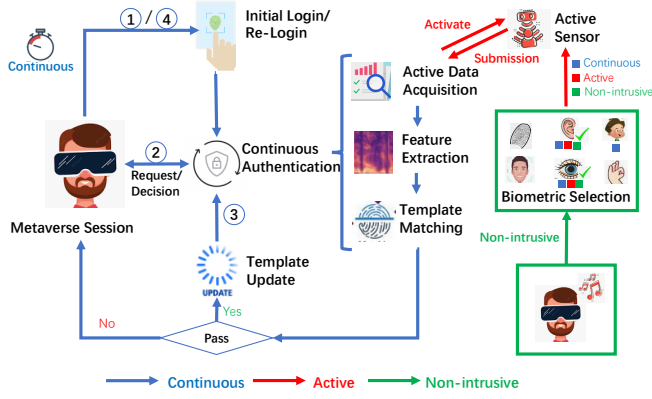 1 / 4
Initial Login/
Re-Login
Continuous
Activate
Submission
Active
Sensor
Continuous
Active
Non-intrusive
Active Data
Acquisition
Feature
Extraction
Template
Matching
Continuous
Authentication
2
Request/
Decision
Metaverse Session
3
Template
Update
UPDATE
Biometric Selection
Non-intrusive
No
Yes
Pass
Continuous
Active
Non-intrusive